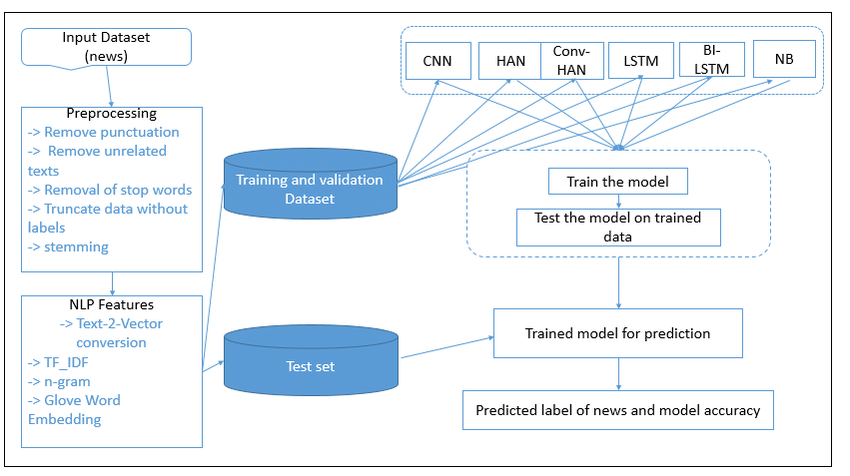 Input Dataset
(news)
Preprocessing
-> Remove punctuation
-> Remove unrelated
texts
-> Removal of stop words
-> Truncate data without
labels
-> stemming
NLP Features
-> Text-2-Vector
conversion
-> TF_IDF
-> n-gram
-> Glove Word
Embedding
Training and validation
Dataset
Test set
CNN
HAN
Conv-
HAN
LSTM
BI-
LSTM
NB
Train the model
Test the model on trained
data
Trained model for prediction
Predicted label of news and model accuracy